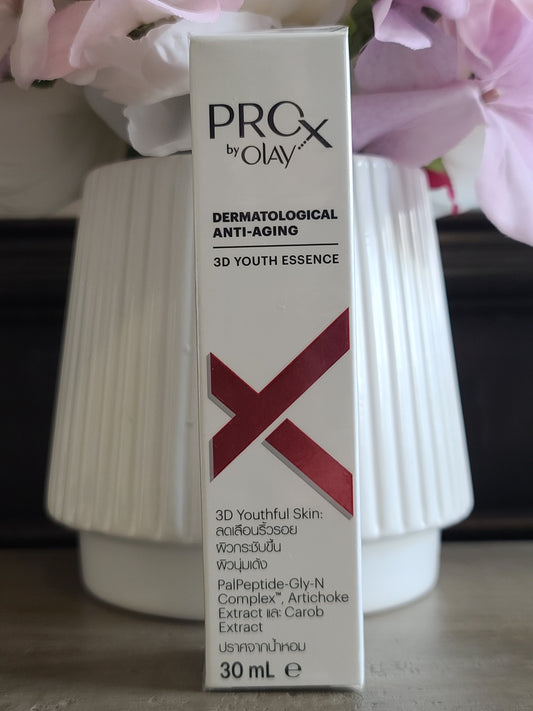 PROX
by OLAY
DERMATOLOGICAL
ANTI-AGING
3D YOUTH ESSENCE
3D Youthful Skin:
ลดเลือนริ้วรอย
ผิวกระชับขึ้น
ผิวนุ่มเด้ง
PalPeptide-Gly-N
Complex™, Artichoke
Extract และ Carob
Extract
ปราศจากน้ำหอม
30 mL ℮